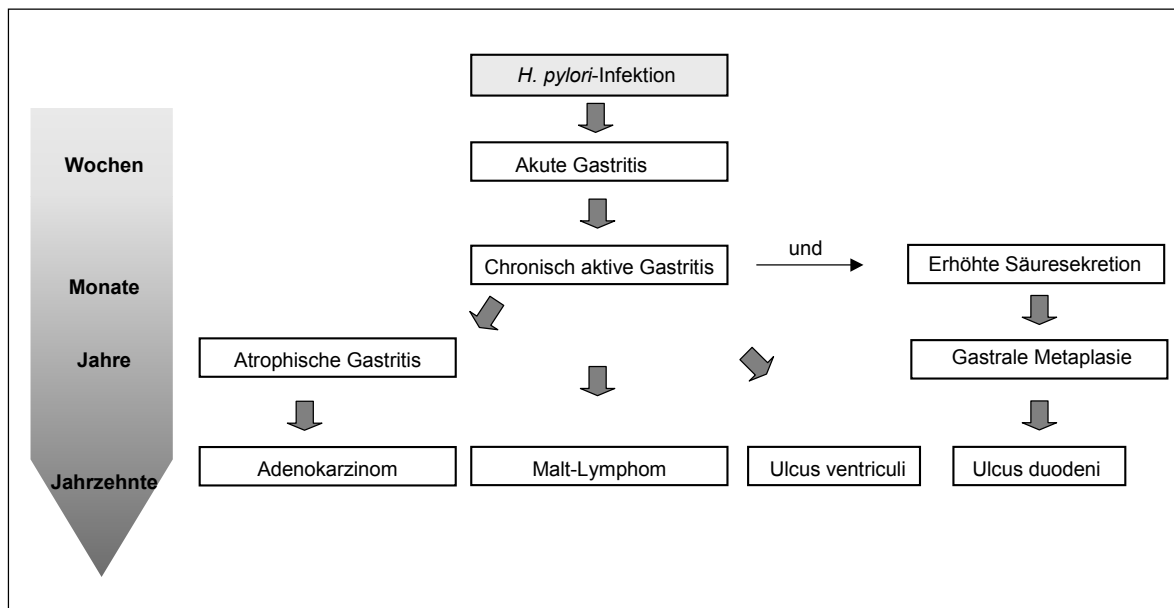 H. pylori-Infektion
Wochen
Akute Gastritis
und
Chronisch aktive Gastritis
Erhöhte Säuresekretion
Monate
Jahre
Atrophische Gastritis
Gastrale Metaplasie
Adenokarzinom
Malt-Lymphom
Ulcus ventriculi
Ulcus duodeni
Jahrzehnte